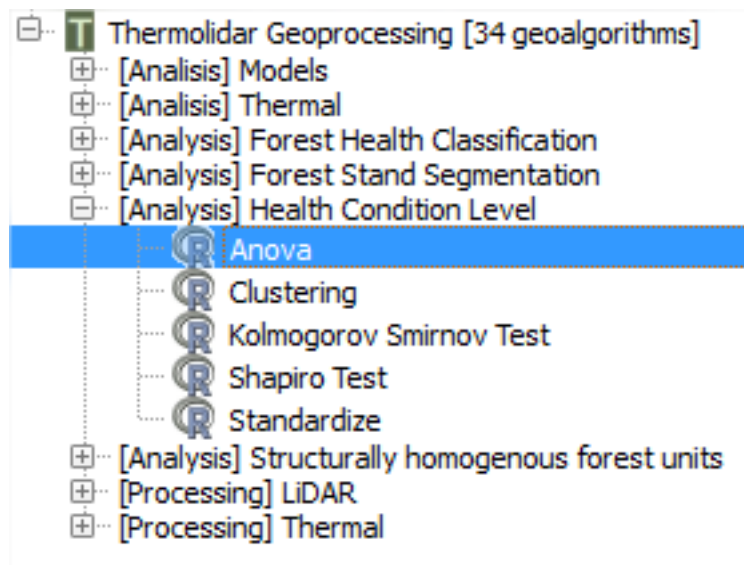 T Thermolidar Geoprocessing [34 geoalgorithms]
[Analisis] Models
[Analisis] Thermal
[Analysis] Forest Health Classification
[Analysis] Forest Stand Segmentation
[Analysis] Health Condition Level
R Anova
R Clustering
R Kolmogorov Smirnov Test
R Shapiro Test
R Standardize
[Analysis] Structurally homogenous forest units
[Processing] LiDAR
[Processing] Thermal